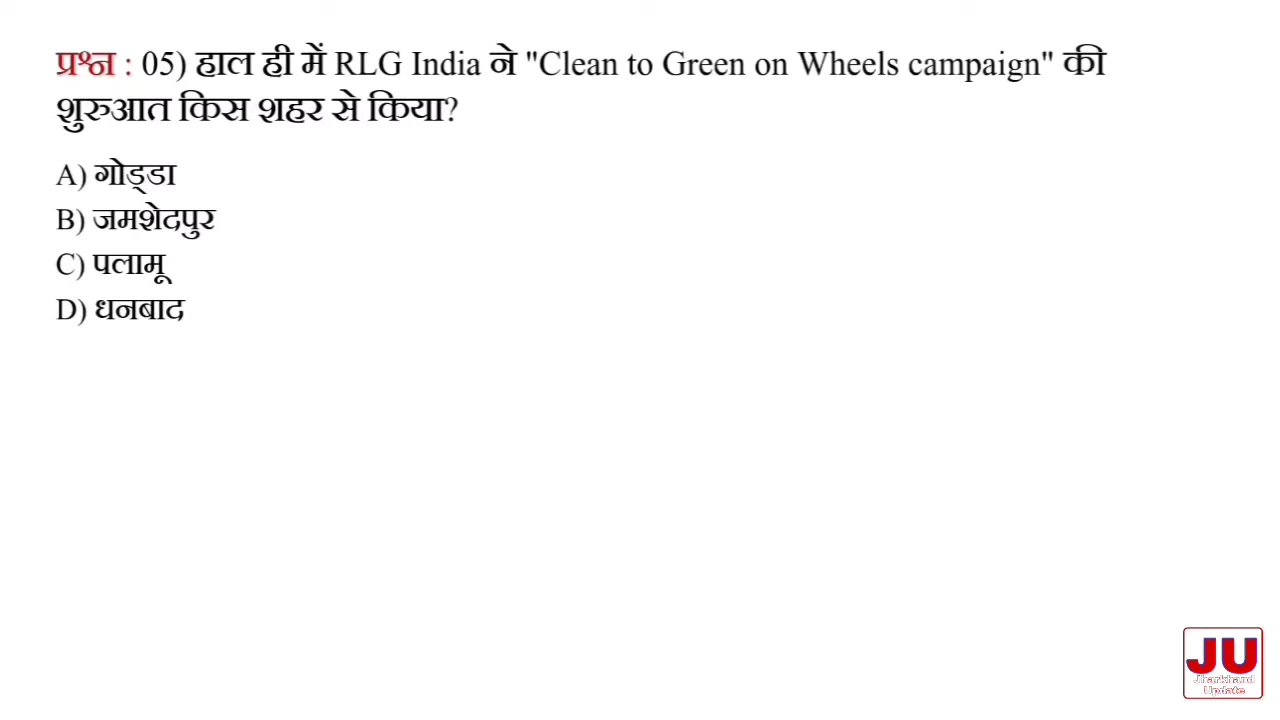 प्रश्न : 05) हाल ही में RLG India ने "Clean to Green on Wheels campaign" की
शुरुआत किस शहर से किया?
A) गोड्डा
B) जमशेदपुर
C) पलामू
D) धनबाद
JU
Jharkhand
Update